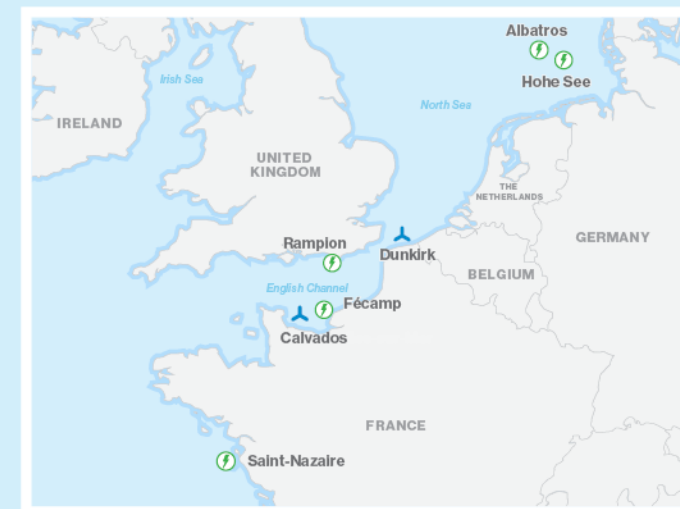 Albatros
Irish Sea
Hohe See
North Sea
IRELAND
UNITED
KINGDOM
THE
NETHERLANDS
GERMANY
Rampion
Dunkirk
BELGIUM
English Channel
Fécamp
Calvados
FRANCE
Saint-Nazaire